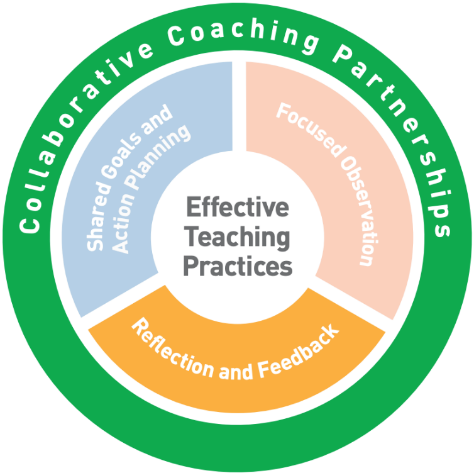 Collaborative Coaching Partnerships
Shared Goals and
Action Planning
Focused Observation
Effective
Teaching
Practices
Reflection and Feedback